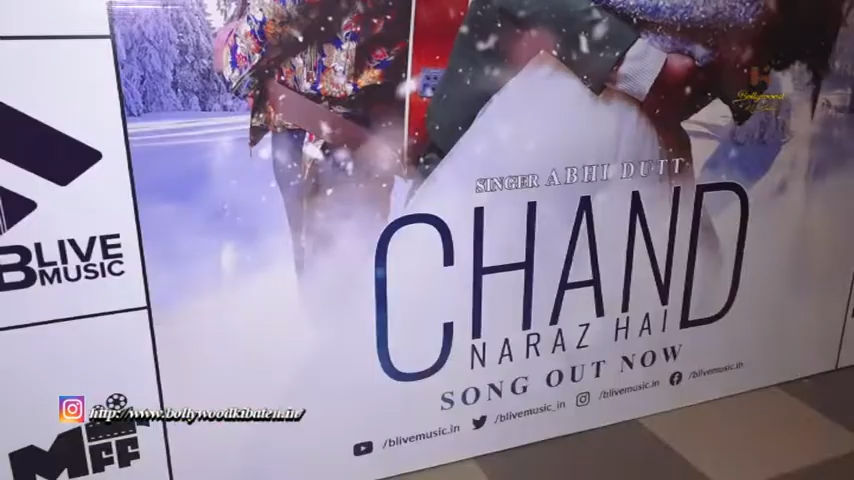 Bollywood
SINGER ABHI DUTT
CHAND
NARAZ HAI
SONG OUT NOW
/blivemusic.in /blivemusic_in /blivemusic.in /blivemusic.in
BLIVE
MUSIC
http://www.bollywoodkibaten.in/
MFF